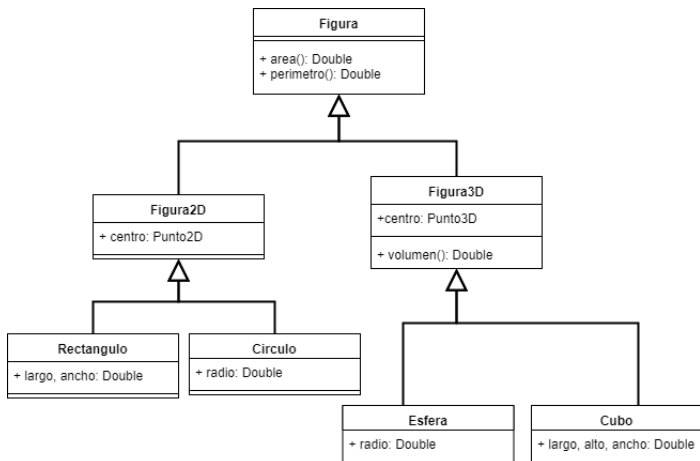 Figura
+ area(): Double
+ perimetro(): Double
Figura2D
+ centro: Punto2D
Figura3D
+centro: Punto3D
+ volumen(): Double
Rectangulo
+ largo, ancho: Double
Circulo
+ radio: Double
Esfera
+ radio: Double
Cubo
+ largo, alto, ancho: Double